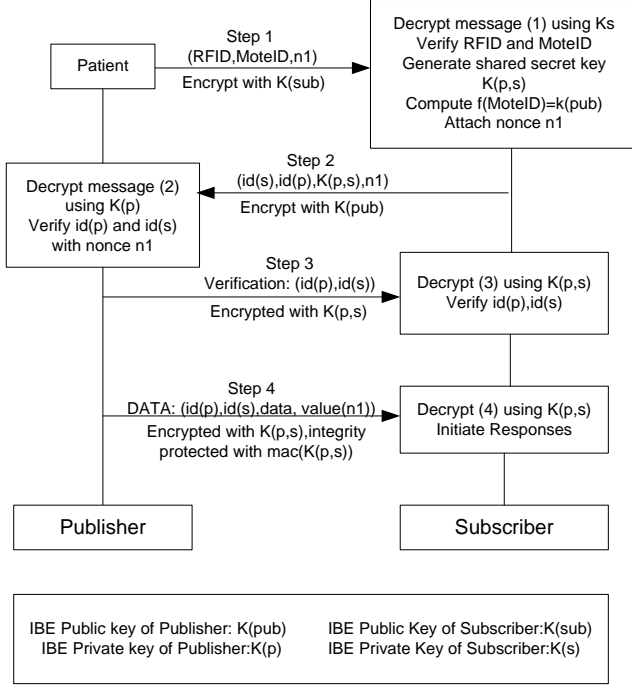 Patient
Step 1
(RFID,MoteID,n1)
Encrypt with K(sub)
Decrypt message (1) using Ks
Verify RFID and MoteID
Generate shared secret key
K(p,s)
Compute f(MoteID)=k(pub)
Attach nonce n1
Step 2
(id(s),id(p),K(p,s),n1)
Encrypt with K(pub)
Decrypt message (2)
using K(p)
Verify id(p) and id(s)
with nonce n1
Step 3
Verification: (id(p),id(s))
Encrypted with K(p,s)
Decrypt (3) using K(p,s)
Verify id(p),id(s)
Step 4
DATA: (id(p),id(s),data, value(n1))
Encrypted with K(p,s),integrity
protected with mac(K(p,s))
Decrypt (4) using K(p,s)
Initiate Responses
Publisher
Subscriber
IBE Public key of Publisher: K(pub)
IBE Private key of Publisher:K(p)
IBE Public Key of Subscriber:K(sub)
IBE Private Key of Subscriber:K(s)